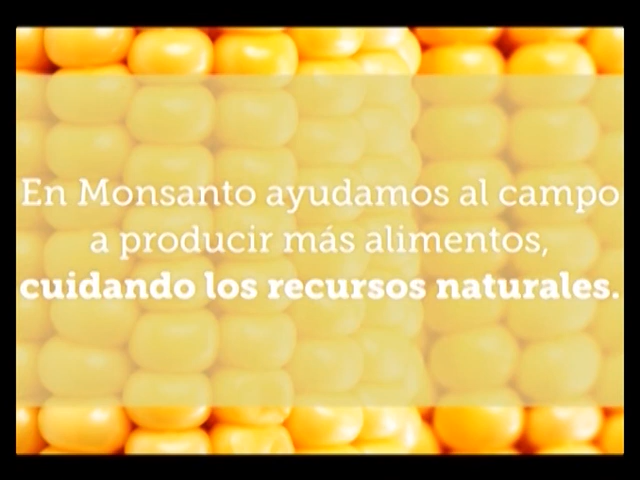 En Monsanto ayudamos al campo
a producir más alimentos,
cuidando los recursos naturales.